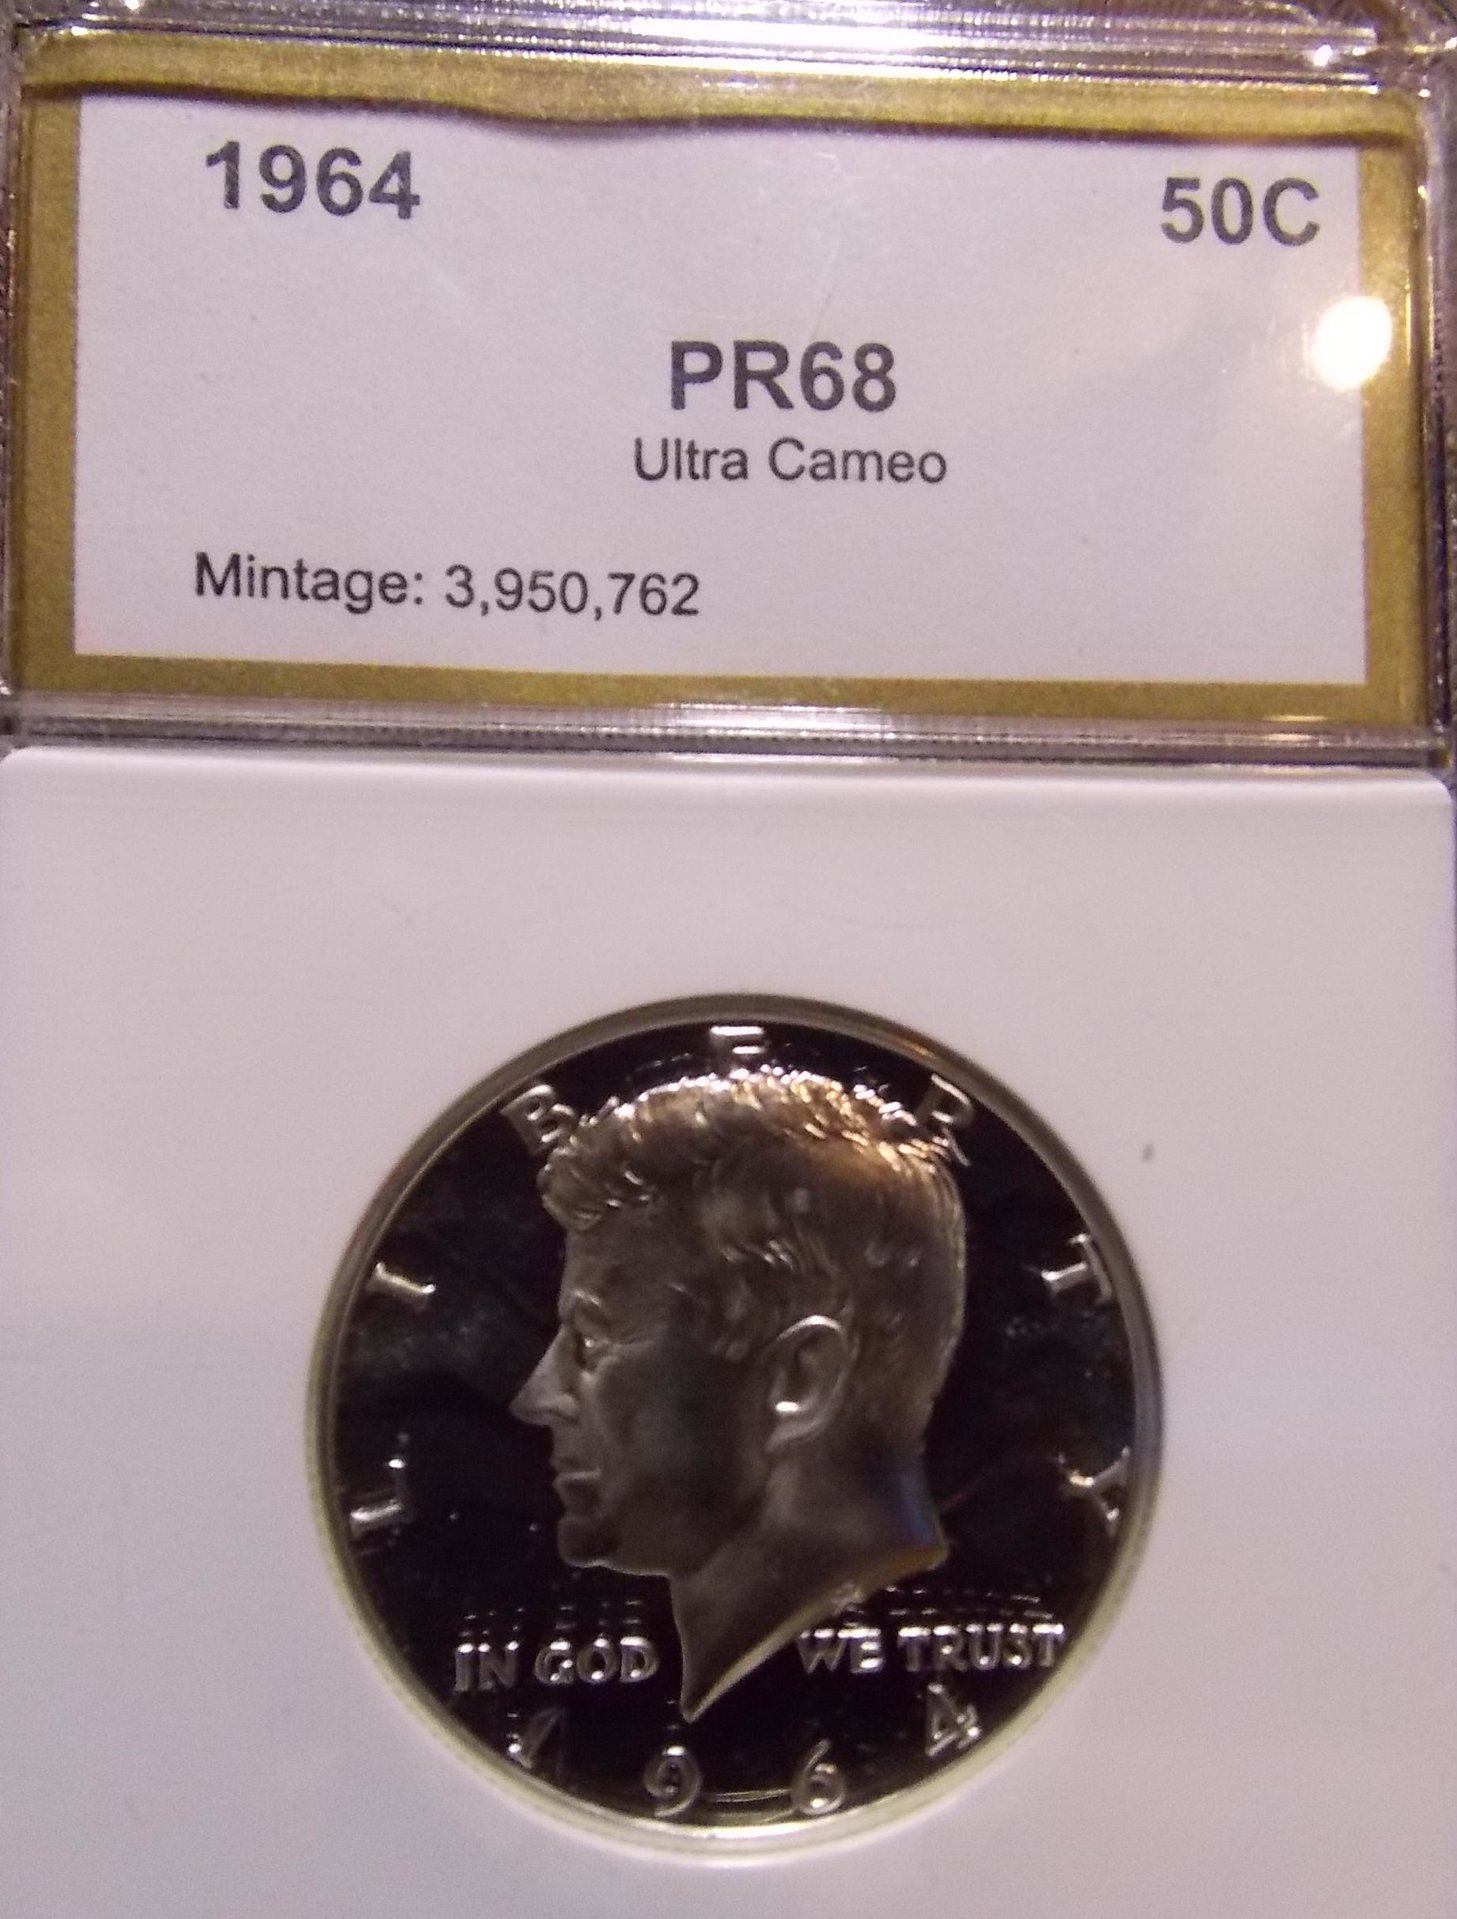 1964 50C
PR68
Ultra Cameo
Mintage: 3,950,762
LIBERTY
IN GOD WE TRUST
1964